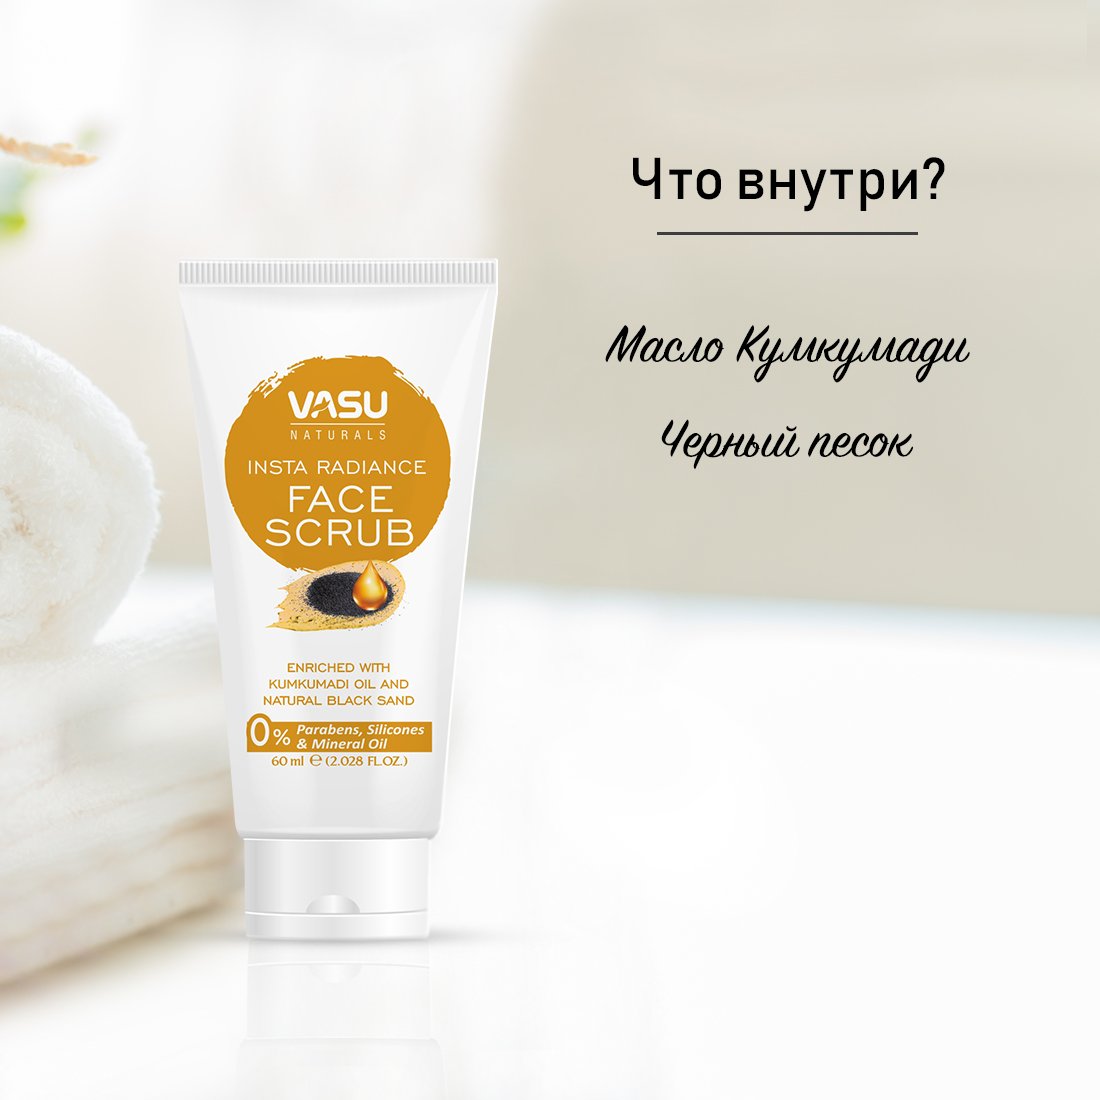 Что внутри?
Масло Кумкумади
Черный песок
VASU
NATURALS
INSTA RADIANCE
FACE
SCRUB
ENRICHED WITH
KUMKUMADI OIL AND
NATURAL BLACK SAND
0% Parabens, Silicones
& Mineral Oil
60 ml ℮ (2.028 FL.OZ.)